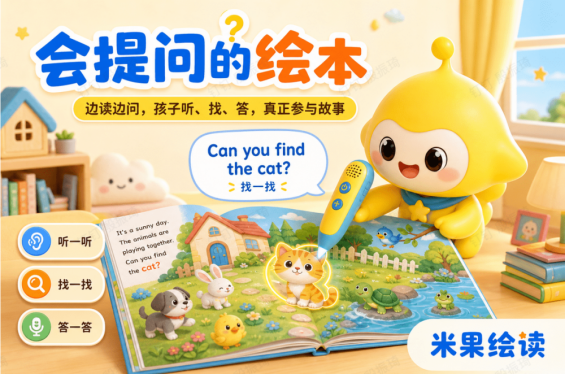 会提问的绘本
?
边读边问，孩子听、找、答，真正参与故事
Can you find
the cat?
找一找
It's a sunny day.
The animals are
playing together.
Can you find
the cat?
听一听
找一找
答一答
米果绘读